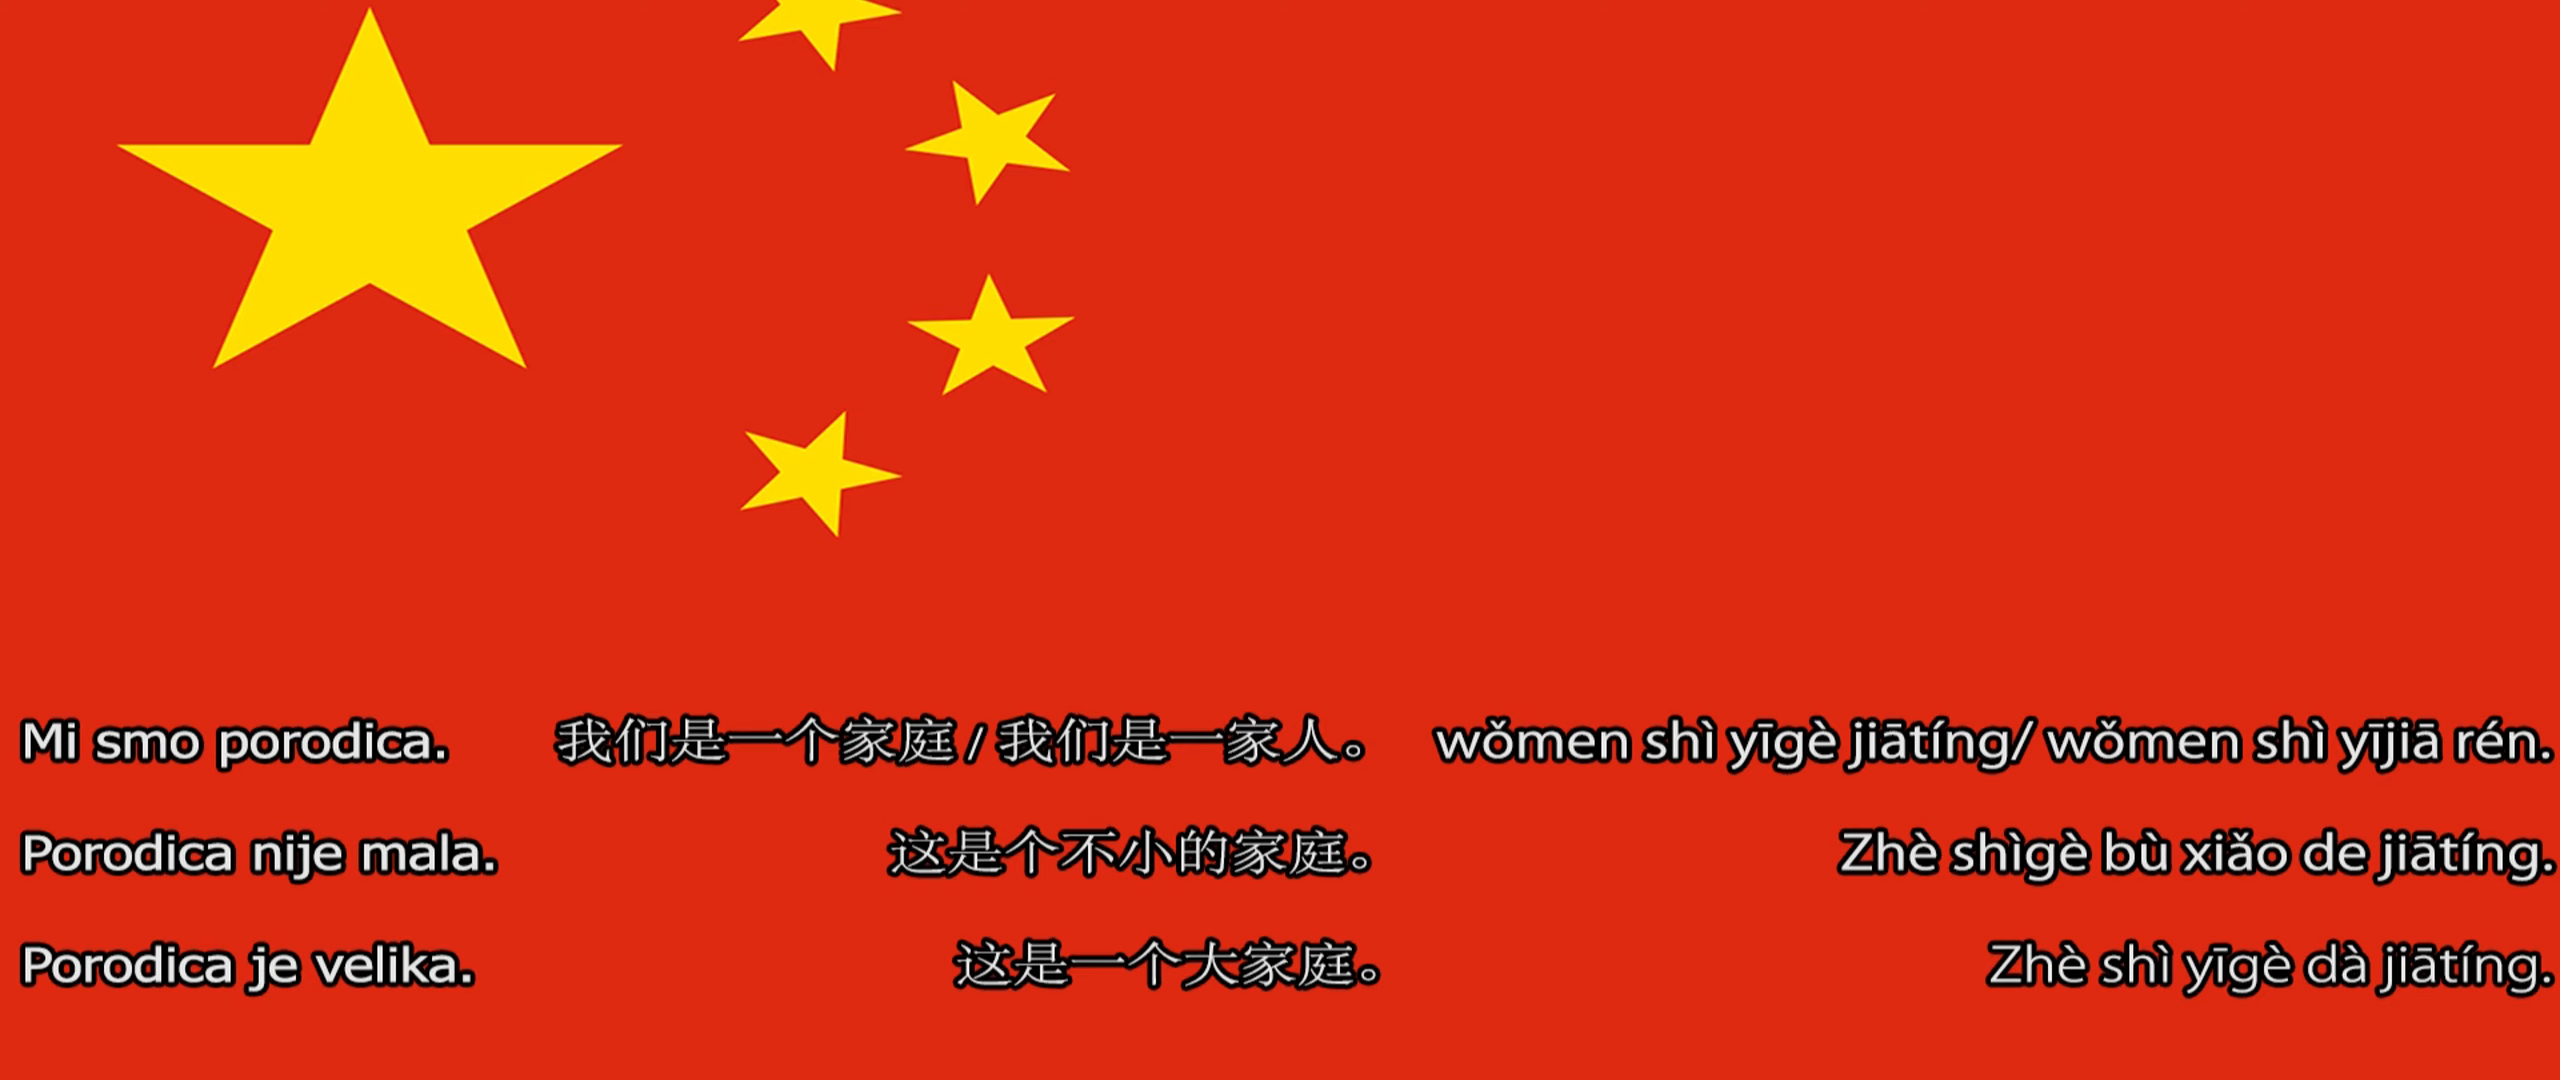 Mi smo porodica. 我们是一个家庭 / 我们是一家人。 wǒmen shì yīgè jiātíng/ wǒmen shì yījiā rén.
Porodica nije mala. 这是个不小的家庭。 Zhè shìgè bù xiǎo de jiātíng.
Porodica je velika. 这是一个大家庭。 Zhè shì yīgè dà jiātíng.